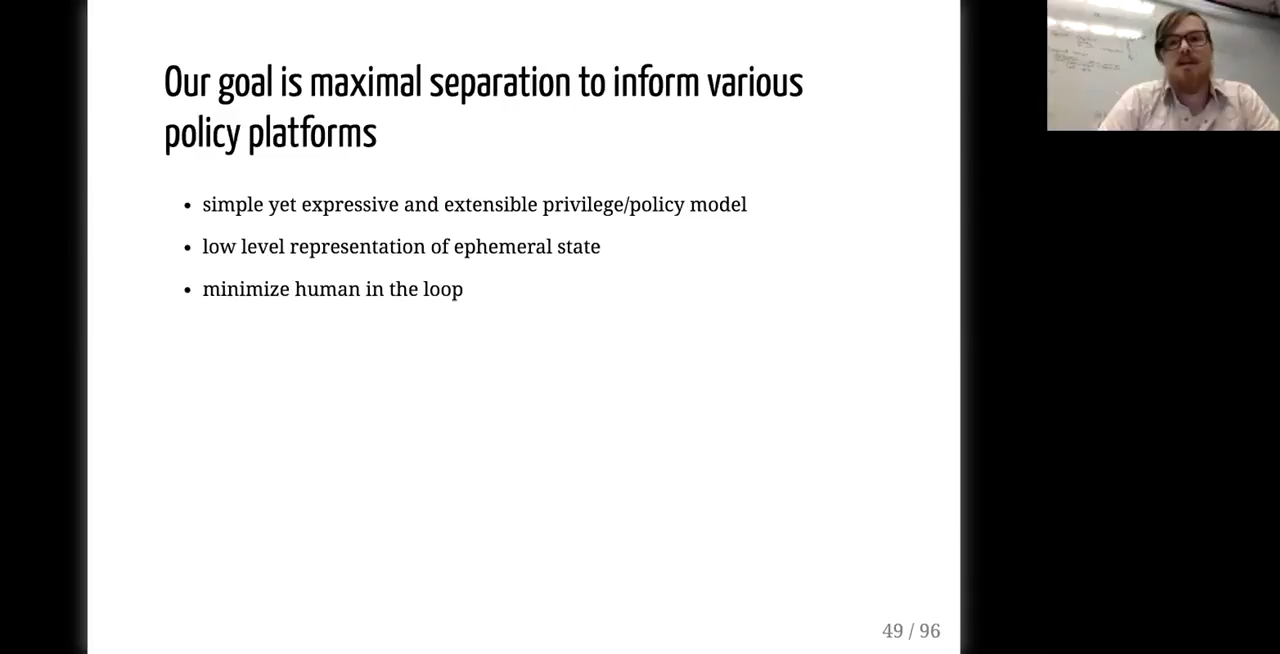 Our goal is maximal separation to inform various
policy platforms
• simple yet expressive and extensible privilege/policy model
• low level representation of ephemeral state
• minimize human in the loop
49 / 96